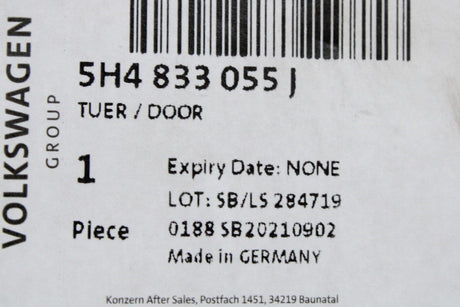 VOLKSWAGEN
GROUP
5H4 833 055 J
TUER / DOOR
1
Piece
Expiry Date: NONE
LOT: SB/LS 284719
0188 SB20210902
Made in GERMANY
Konzern After Sales, Postfach 1451, 34219 Baunatal